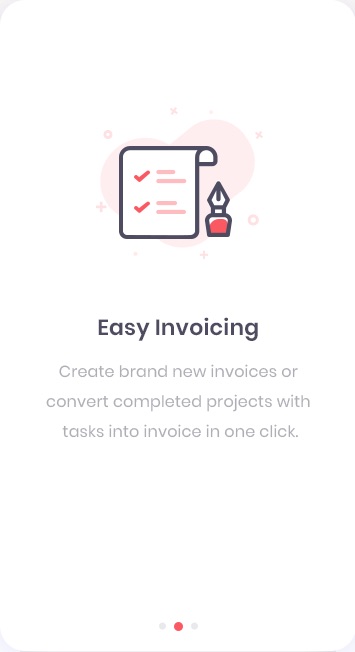 Easy Invoicing
Create brand new invoices or
convert completed projects with
tasks into invoice in one click.